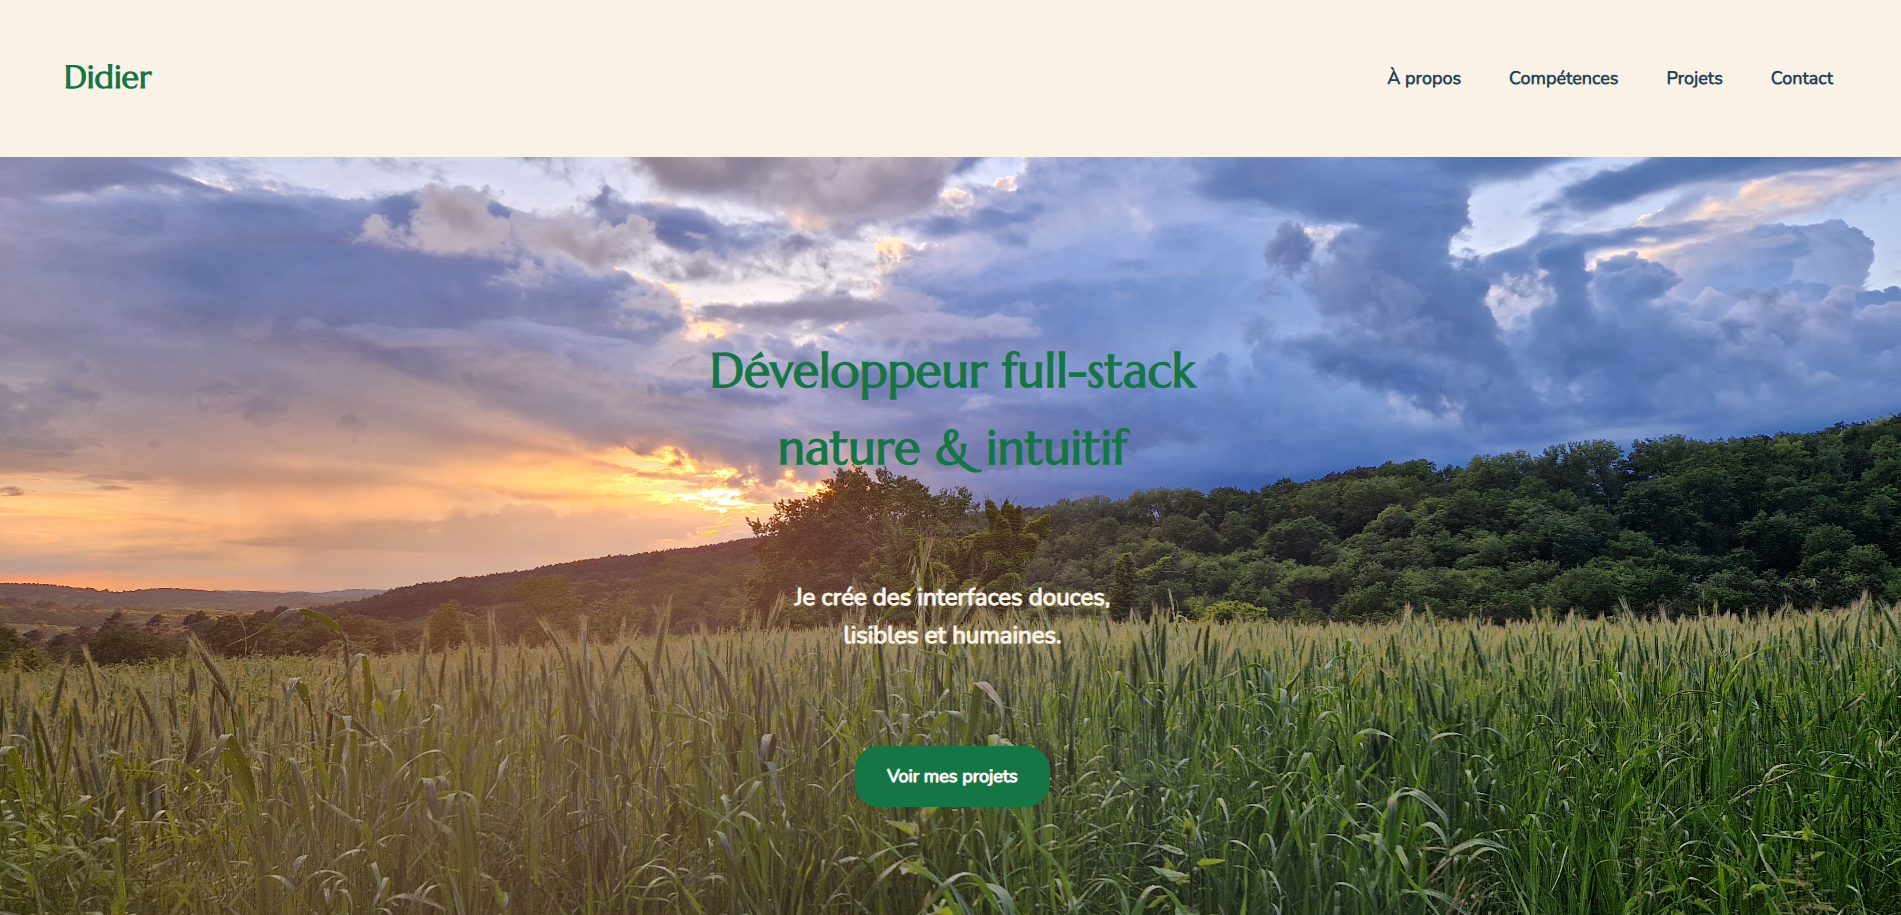 Didier
À propos
Compétences
Projets
Contact
Développeur full-stack
nature & intuitif
Je crée des interfaces douces,
lisibles et humaines.
Voir mes projets